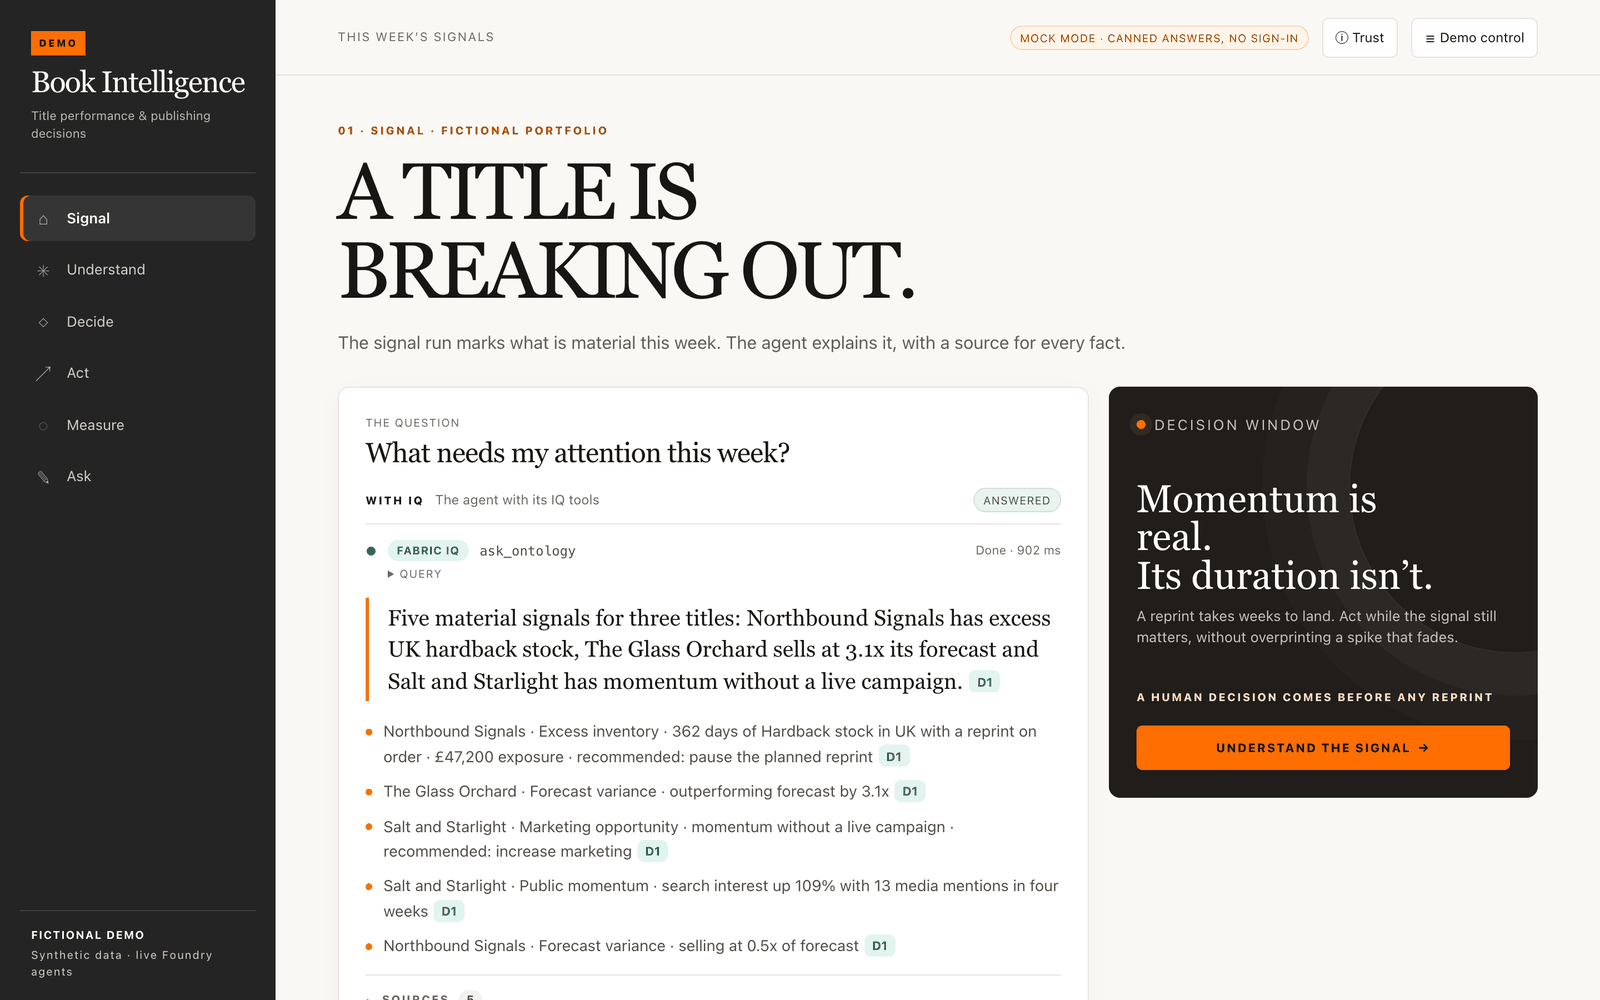 DEMO
Book Intelligence
Title performance & publishing
decisions
Signal
Understand
Decide
Act
Measure
Ask
FICTIONAL DEMO
Synthetic data · live Foundry
agents
THIS WEEK'S SIGNALS
MOCK MODE · CANNED ANSWERS, NO SIGN-IN
Trust
Demo control
01 · SIGNAL · FICTIONAL PORTFOLIO
A TITLE IS
BREAKING OUT.
The signal run marks what is material this week. The agent explains it, with a source for every fact.
THE QUESTION
What needs my attention this week?
WITH IQ The agent with its IQ tools
ANSWERED
FABRIC IQ ask_ontology
Done · 902 ms
QUERY
Five material signals for three titles: Northbound Signals has excess
UK hardback stock, The Glass Orchard sells at 3.1x its forecast and
Salt and Starlight has momentum without a live campaign. D1
Northbound Signals · Excess inventory · 362 days of Hardback stock in UK with a reprint on
order · £47,200 exposure · recommended: pause the planned reprint D1
The Glass Orchard · Forecast variance · outperforming forecast by 3.1x D1
Salt and Starlight · Marketing opportunity · momentum without a live campaign ·
recommended: increase marketing D1
Salt and Starlight · Public momentum · search interest up 109% with 13 media mentions in four
weeks D1
Northbound Signals · Forecast variance · selling at 0.5x of forecast D1
SOURCES 5
DECISION WINDOW
Momentum is
real.
Its duration isn't.
A reprint takes weeks to land. Act while the signal still
matters, without overprinting a spike that fades.
A HUMAN DECISION COMES BEFORE ANY REPRINT
UNDERSTAND THE SIGNAL →